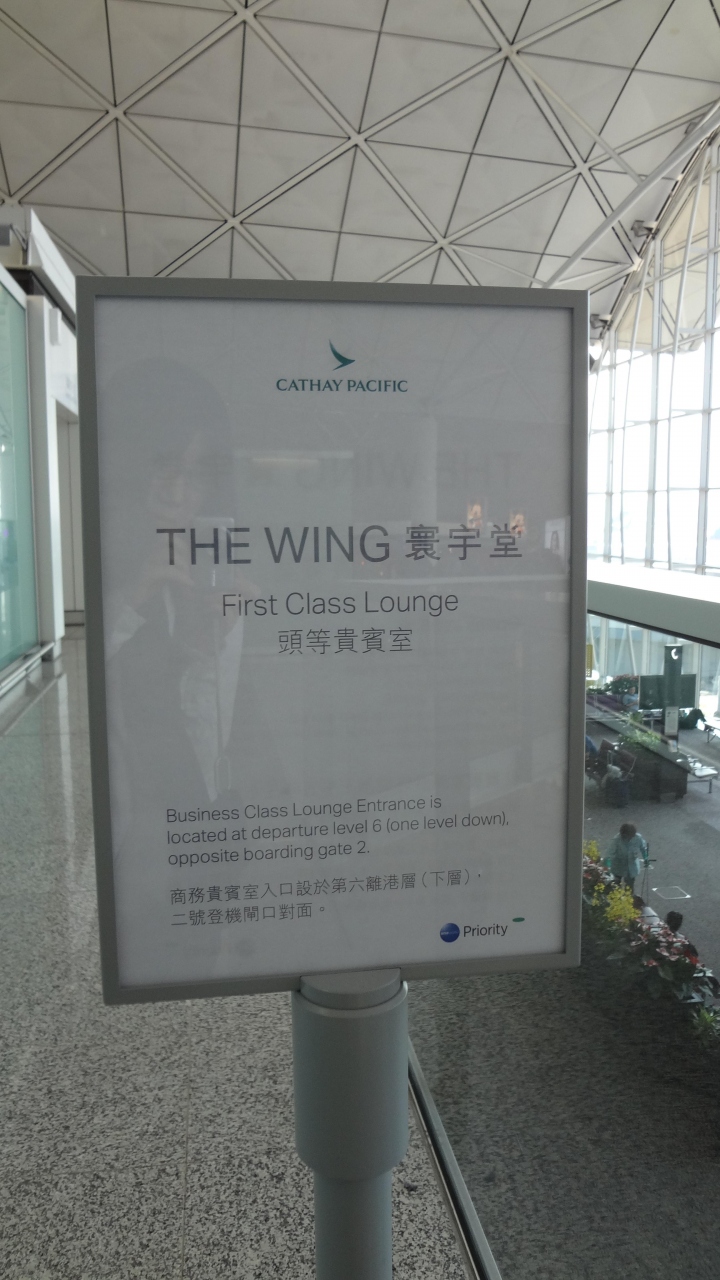 CATHAY PACIFIC
THE WING 寰宇堂
First Class Lounge
頭等貴賓室
Business Class Lounge Entrance is
located at departure level 6 (one level down),
opposite boarding gate 2.
商務貴賓室入口設於第六離港層（下層），
二號登機閘口對面。
Priority